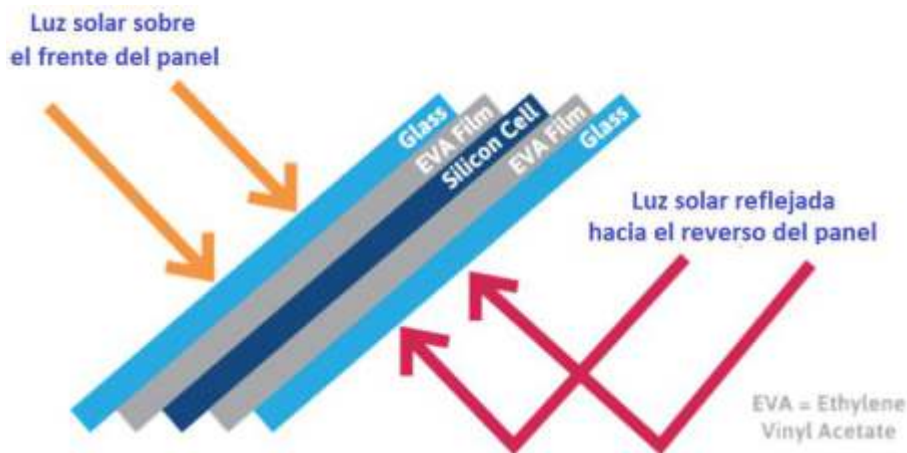 Luz solar sobre
el frente del panel
Glass
EVA Film
Silicon Cell
EVA Film
Glass
Luz solar reflejada
hacia el reverso del panel
EVA = Ethylene
Vinyl Acetate